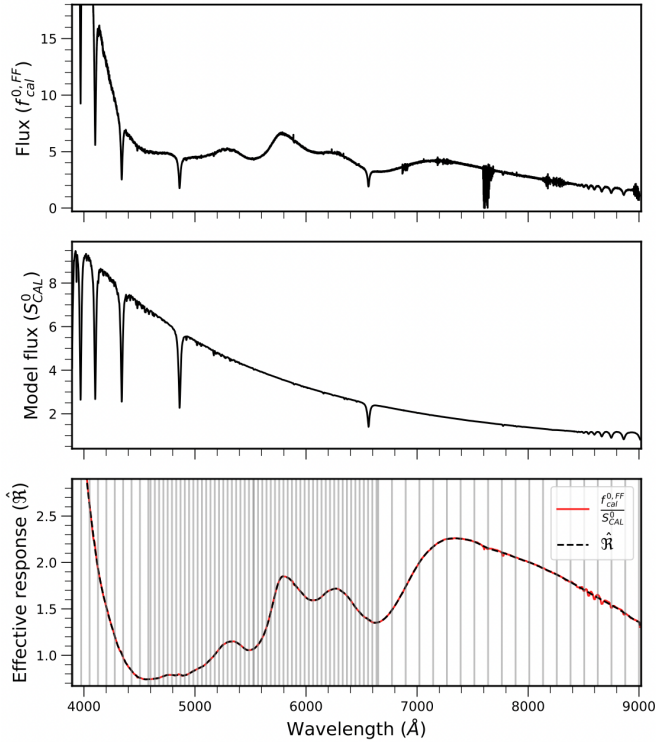 Flux (f^{0,FF}_{cal})
15
10
5
0
Model flux (S^0_{CAL})
8
6
4
2
Effective response (ℜ̂)
2.5
2.0
1.5
1.0
f^{0,FF}_{cal} / S^0_{CAL}
ℜ̂
4000 5000 6000 7000 8000 9000
Wavelength (Å)